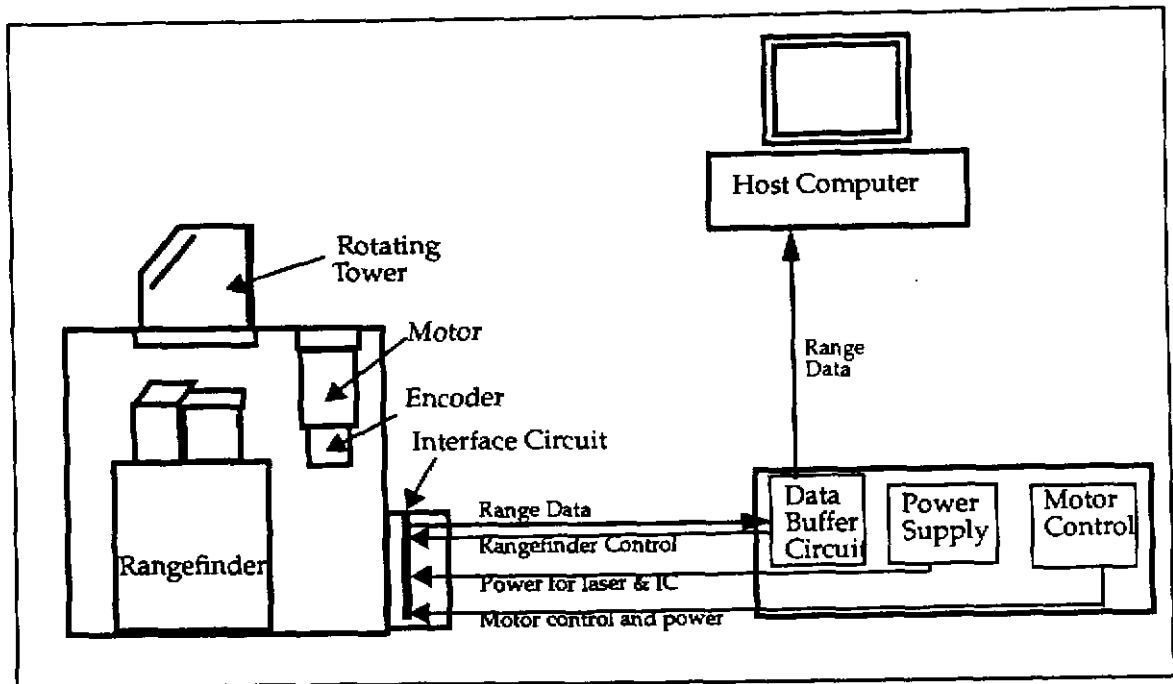 Host Computer
Rotating
Tower
Motor
Range
Data
Encoder
Interface Circuit
Range Data
Rangefinder Control
Power for laser & IC
Motor control and power
Rangefinder
Data
Buffer
Circuit
Power
Supply
Motor
Control